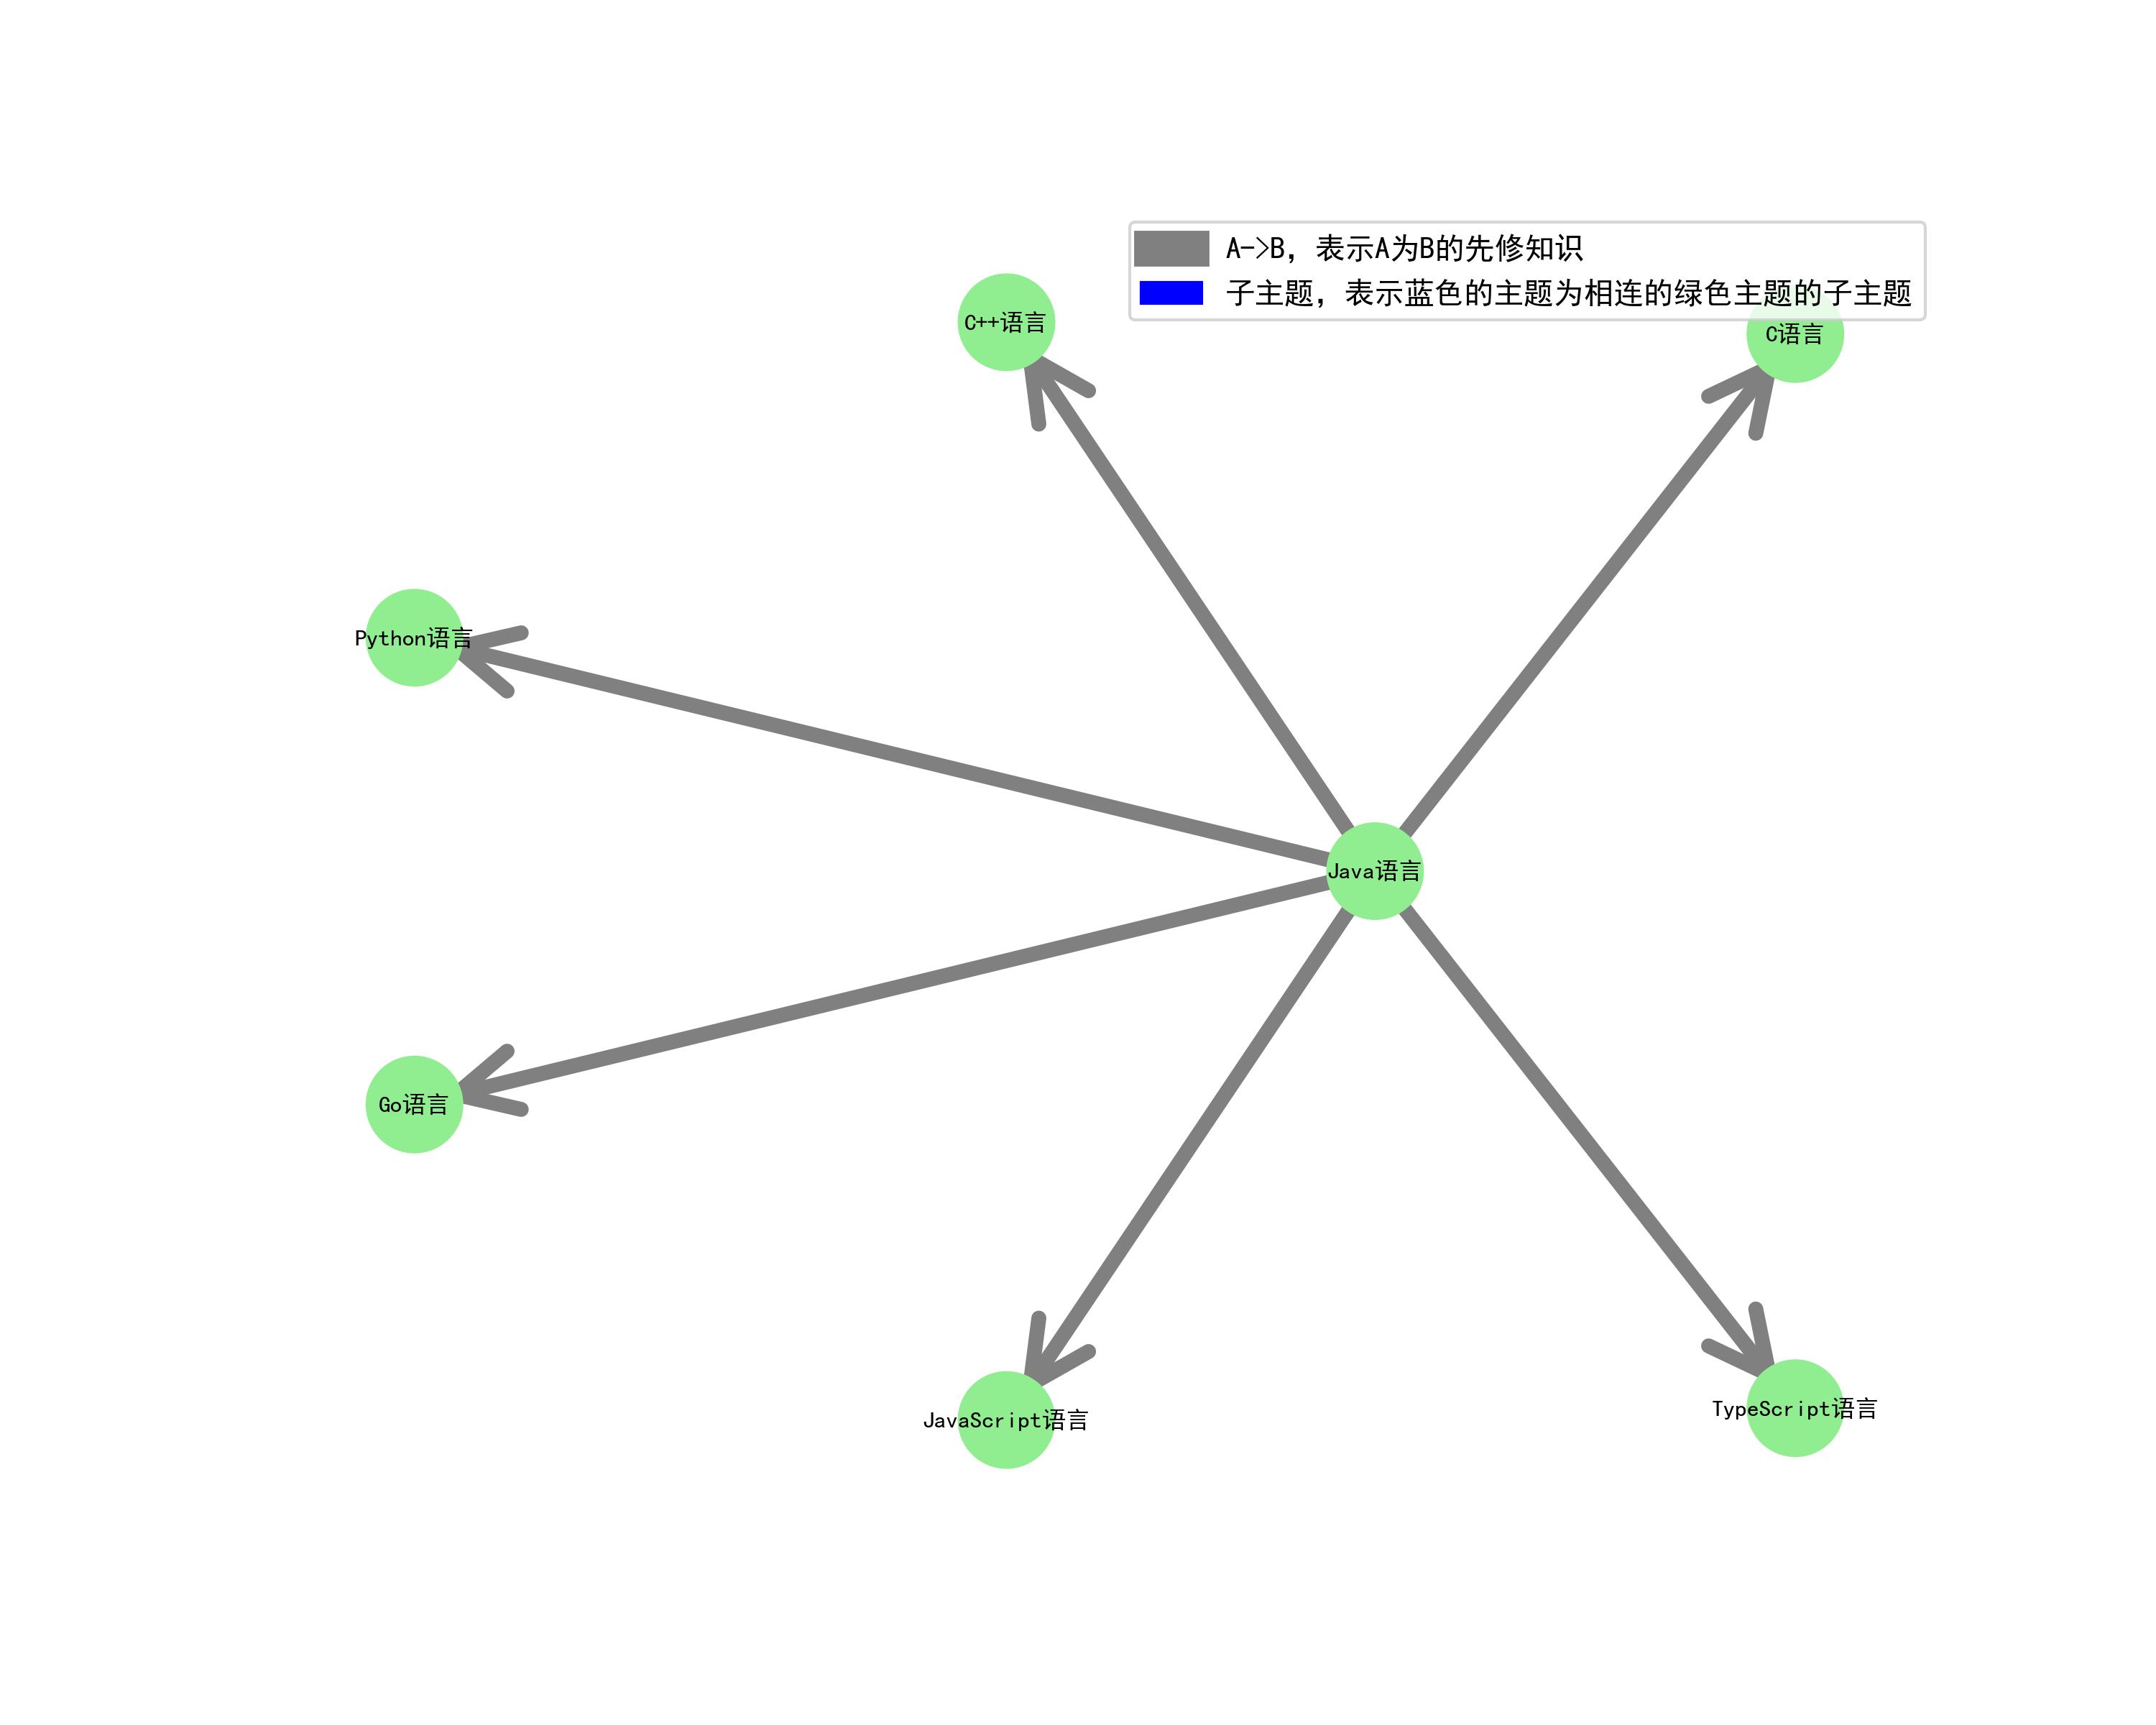 A->B，表示A为B的先修知识
子主题，表示蓝色的主题为相连的绿色主题的子主题
C++语言
C语言
Python语言
Java语言
Go语言
JavaScript语言
TypeScript语言